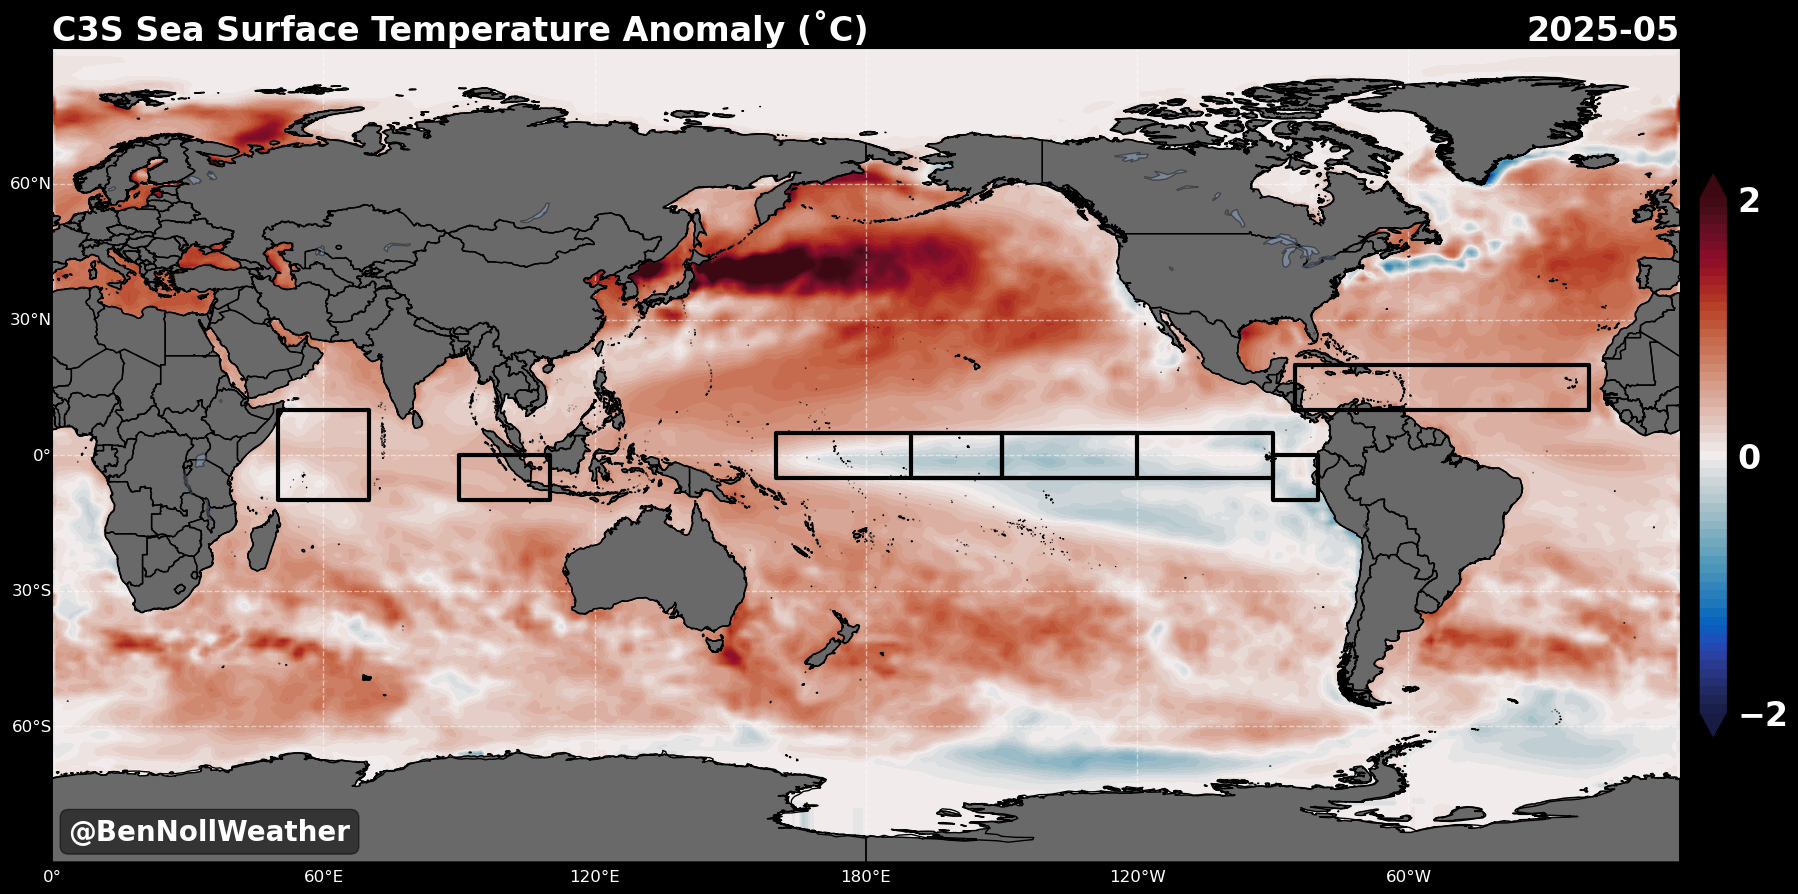 C3S Sea Surface Temperature Anomaly (˚C)
2025-05
60°N
30°N
0°
30°S
60°S
2
0
−2
@BenNollWeather
0°
60°E
120°E
180°E
120°W
60°W